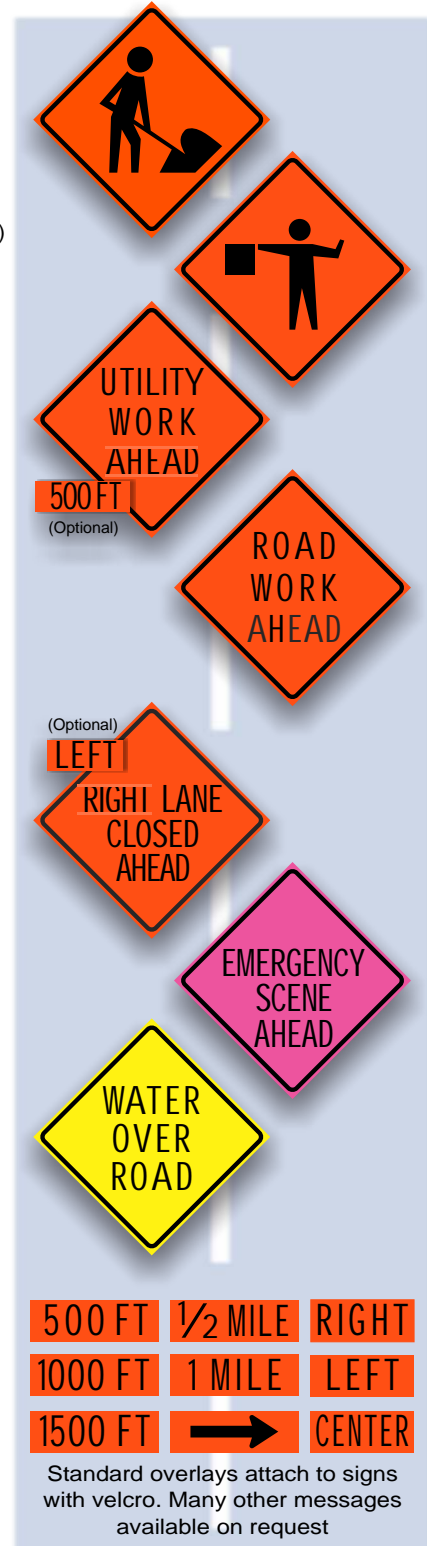 )
UTILITY
WORK
AHEAD
500 FT
(Optional)
ROAD
WORK
AHEAD
(Optional)
LEFT
RIGHT LANE
CLOSED
AHEAD
EMERGENCY
SCENE
AHEAD
WATER
OVER
ROAD
500 FT 1/2 MILE RIGHT
1000 FT 1 MILE LEFT
1500 FT CENTER
Standard overlays attach to signs
with velcro. Many other messages
available on request